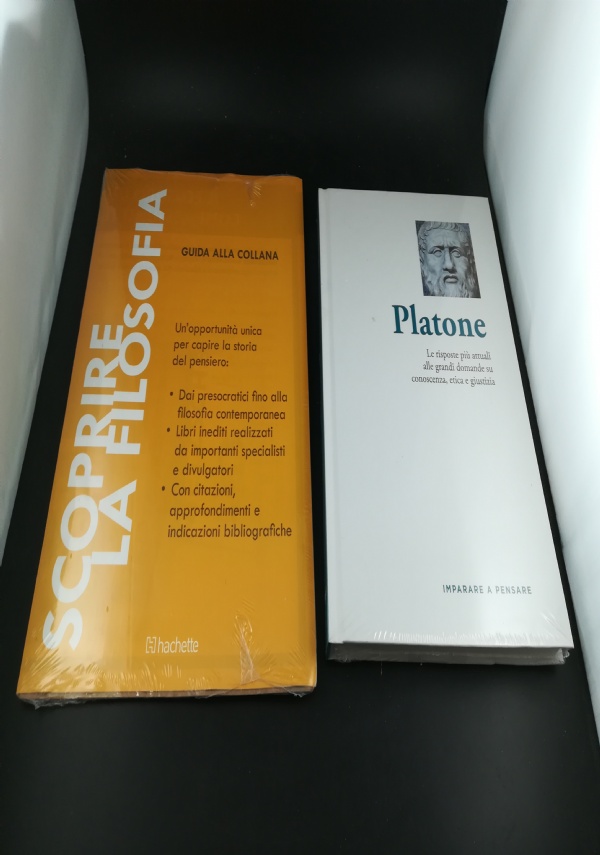 SCOPRIRE
LA FILOSOFIA
GUIDA ALLA COLLANA
Un'opportunità unica
per capire la storia
del pensiero:
• Dai presocratici fino alla
filosofia contemporanea
• Libri inediti realizzati
da importanti specialisti
e divulgatori
• Con citazioni,
approfondimenti e
indicazioni bibliografiche
hachette
Platone
Le risposte più attuali
alle grandi domande su
conoscenza, etica e giustizia
IMPARARE A PENSARE